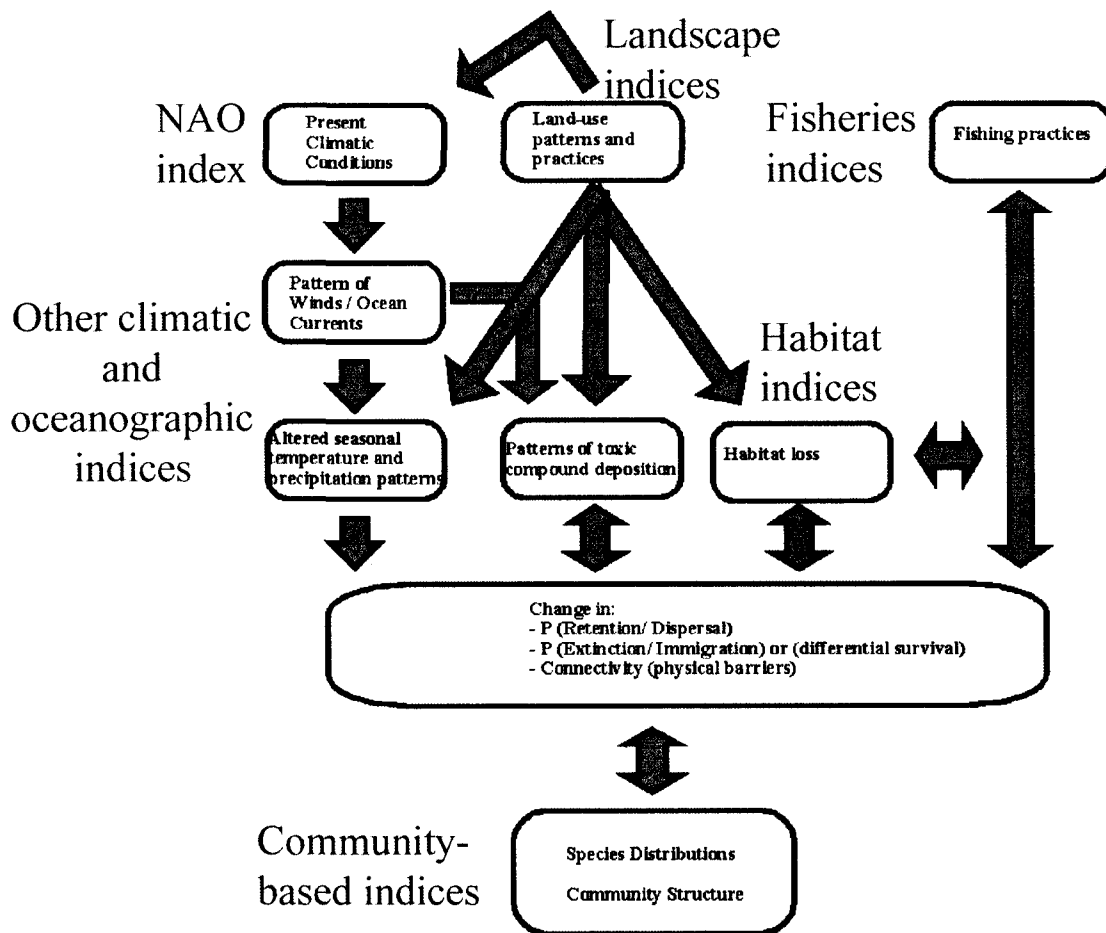 Landscape
indices
NAO
index
Present
Climatic
Conditions
Land-use
patterns and
practices
Fisheries
indices
Fishing practices
Pattern of
Winds / Ocean
Currents
Other climatic
and
oceanographic
indices
Habitat
indices
Altered seasonal
temperature and
precipitation patterns
Patterns of toxic
compound deposition
Habitat loss
Change in:
- P (Retention/ Dispersal)
- P (Extinction/ Immigration) or (differential survival)
- Connectivity (physical barriers)
Community-
based indices
Species Distributions
Community Structure